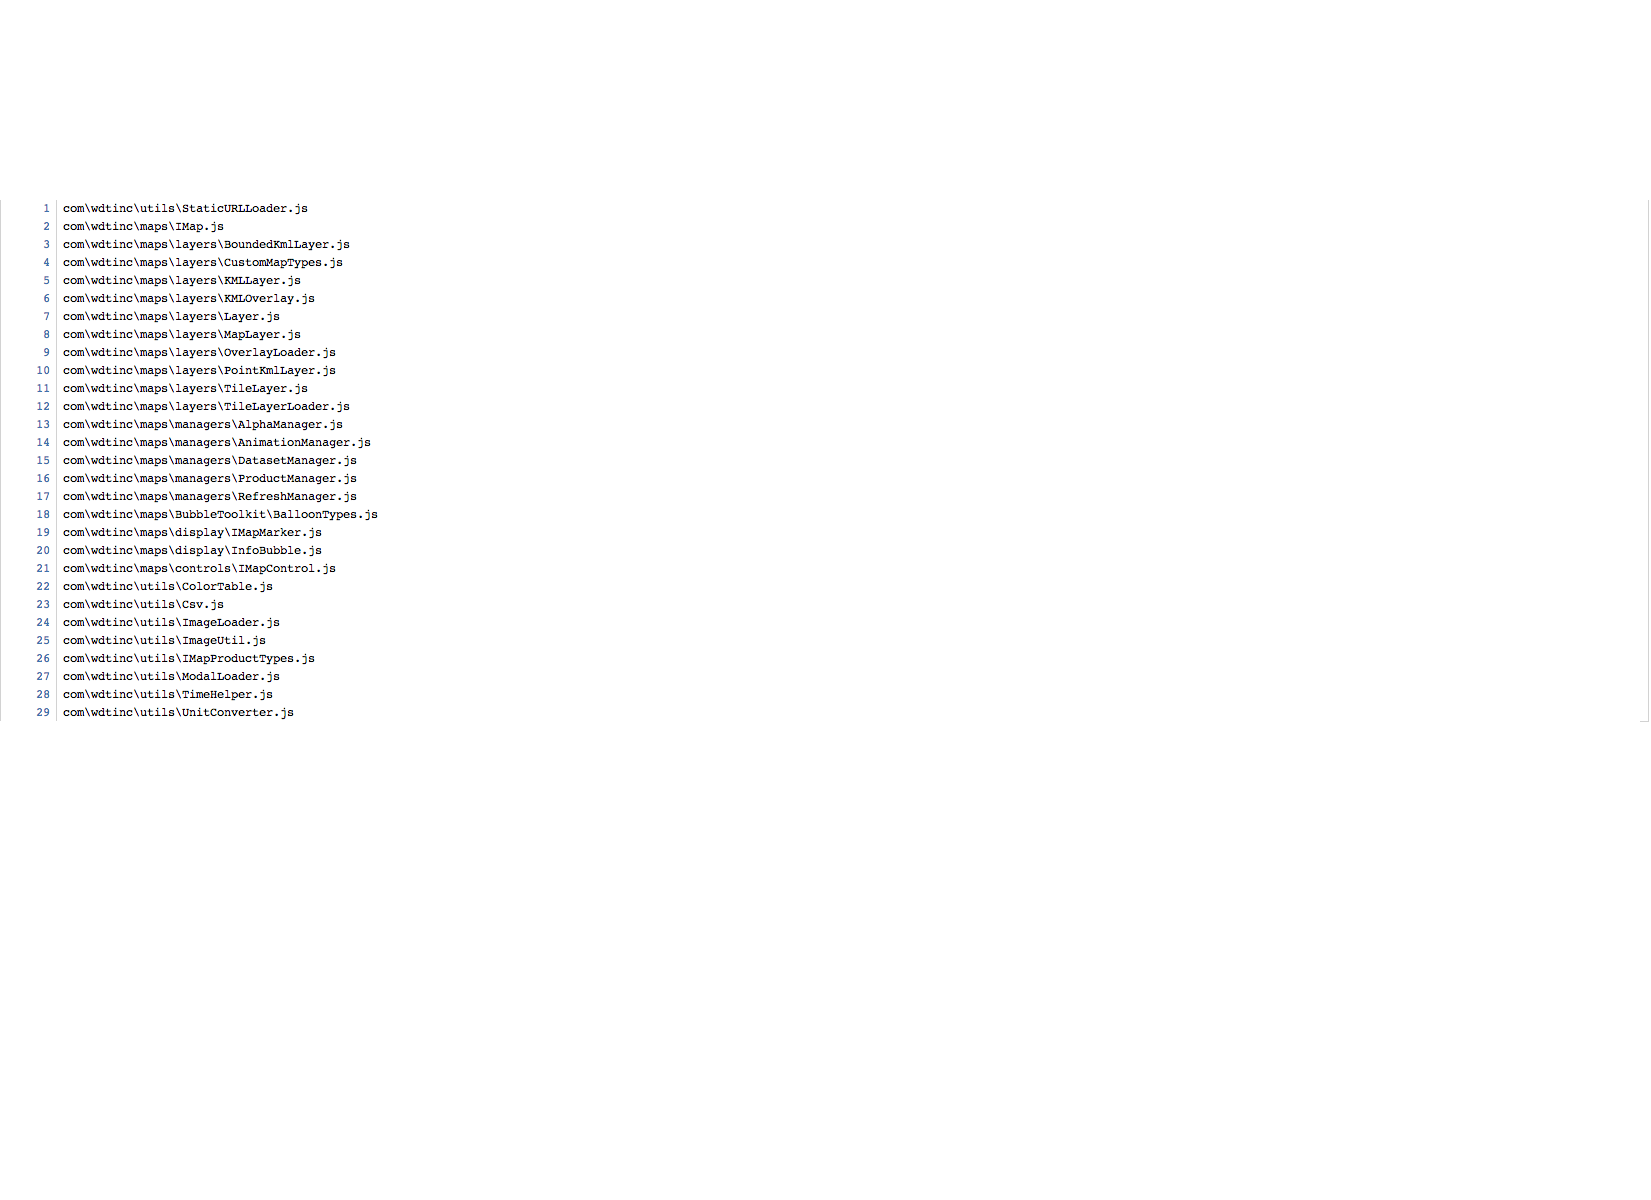 1 com\wdtinc\utils\StaticURLLoader.js
2 com\wdtinc\maps\IMap.js
3 com\wdtinc\maps\layers\BoundedKmlLayer.js
4 com\wdtinc\maps\layers\CustomMapTypes.js
5 com\wdtinc\maps\layers\KMLLayer.js
6 com\wdtinc\maps\layers\KMLOverlay.js
7 com\wdtinc\maps\layers\Layer.js
8 com\wdtinc\maps\layers\MapLayer.js
9 com\wdtinc\maps\layers\OverlayLoader.js
10 com\wdtinc\maps\layers\PointKmlLayer.js
11 com\wdtinc\maps\layers\TileLayer.js
12 com\wdtinc\maps\layers\TileLayerLoader.js
13 com\wdtinc\maps\managers\AlphaManager.js
14 com\wdtinc\maps\managers\AnimationManager.js
15 com\wdtinc\maps\managers\DatasetManager.js
16 com\wdtinc\maps\managers\ProductManager.js
17 com\wdtinc\maps\managers\RefreshManager.js
18 com\wdtinc\maps\BubbleToolkit\BalloonTypes.js
19 com\wdtinc\maps\display\IMapMarker.js
20 com\wdtinc\maps\display\InfoBubble.js
21 com\wdtinc\maps\controls\IMapControl.js
22 com\wdtinc\utils\ColorTable.js
23 com\wdtinc\utils\Csv.js
24 com\wdtinc\utils\ImageLoader.js
25 com\wdtinc\utils\ImageUtil.js
26 com\wdtinc\utils\IMapProductTypes.js
27 com\wdtinc\utils\ModalLoader.js
28 com\wdtinc\utils\TimeHelper.js
29 com\wdtinc\utils\UnitConverter.js